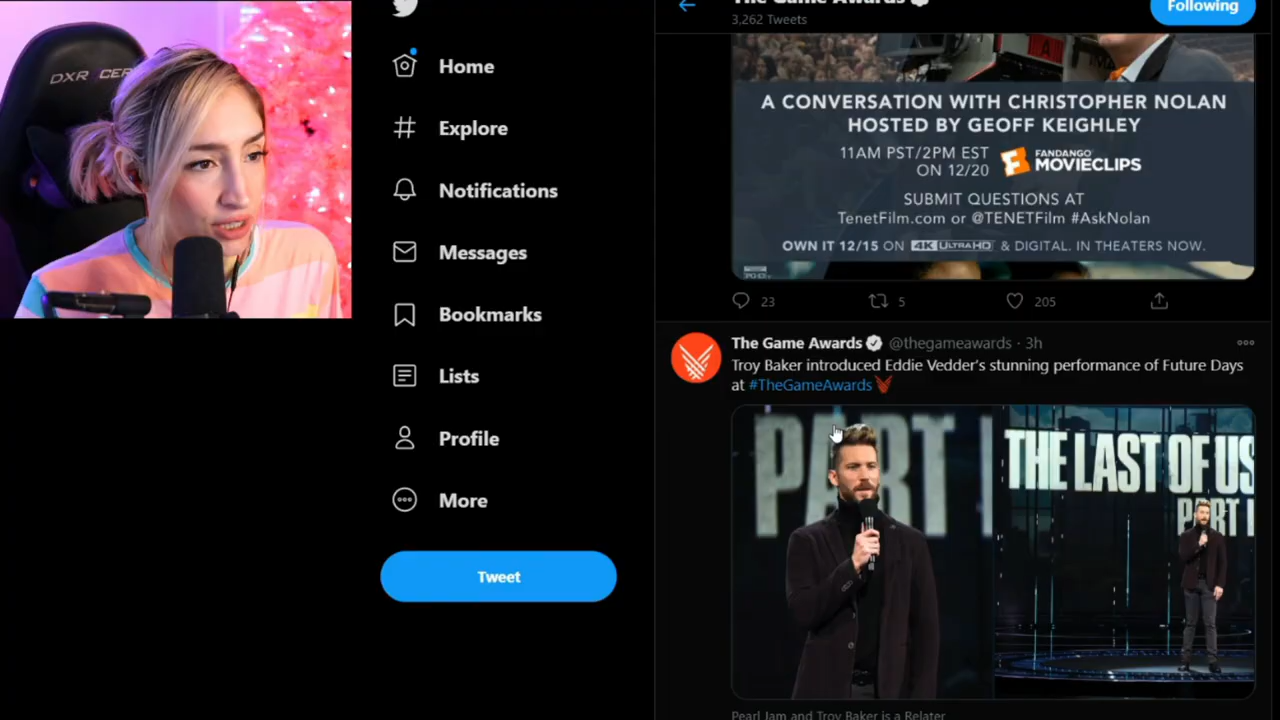 DXR CER
Home
Explore
Notifications
Messages
Bookmarks
Lists
Profile
More
Tweet
The Game Awards
3,262 Tweets
Following
A CONVERSATION WITH CHRISTOPHER NOLAN
HOSTED BY GEOFF KEIGHLEY
11AM PST/2PM EST
ON 12/20
FANDANGO
MOVIECLIPS
SUBMIT QUESTIONS AT
TenetFilm.com or @TENETFilm #AskNolan
OWN IT 12/15 ON 4K ULTRA HD & DIGITAL. IN THEATERS NOW.
23
5
205
The Game Awards @thegameawards · 3h
Troy Baker introduced Eddie Vedder's stunning performance of Future Days
at #TheGameAwards
PART I
THE LAST OF US
PART I
Pearl Jam and Troy Baker is a Relater